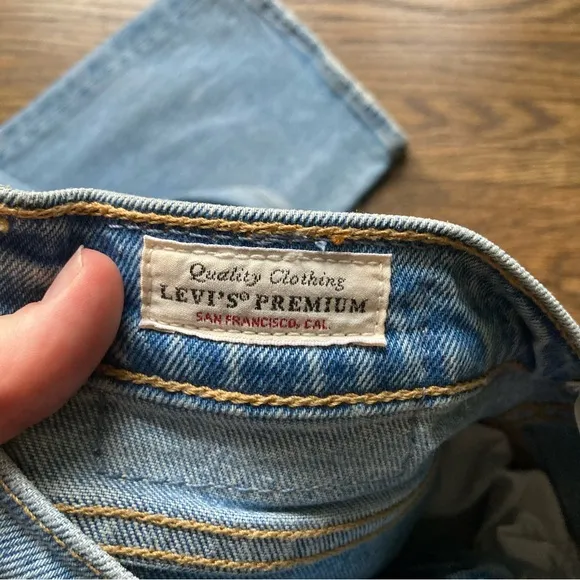 Quality Clothing
LEVI'S® PREMIUM
SAN FRANCISCO, CAL.